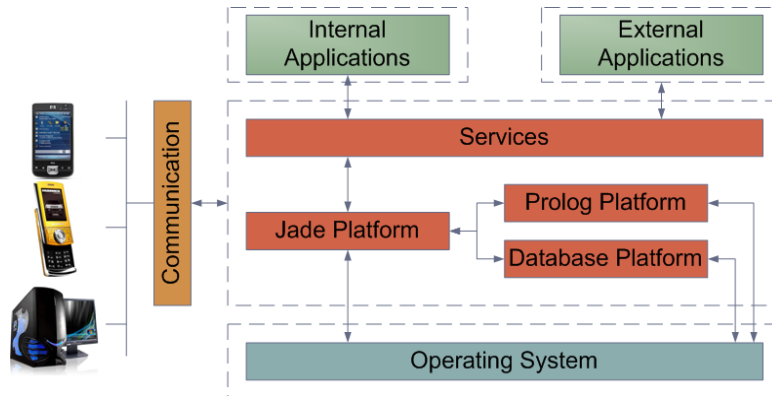 Internal
Applications
External
Applications
Communication
Services
Jade Platform
Prolog Platform
Database Platform
Operating System